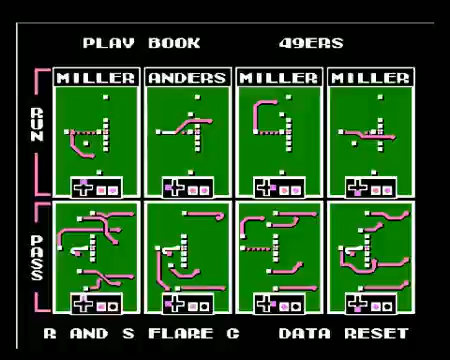 PLAY BOOK 49ERS
MILLER ANDERS MILLER MILLER
RUN
PASS
R AND S FLARE C DATA RESET